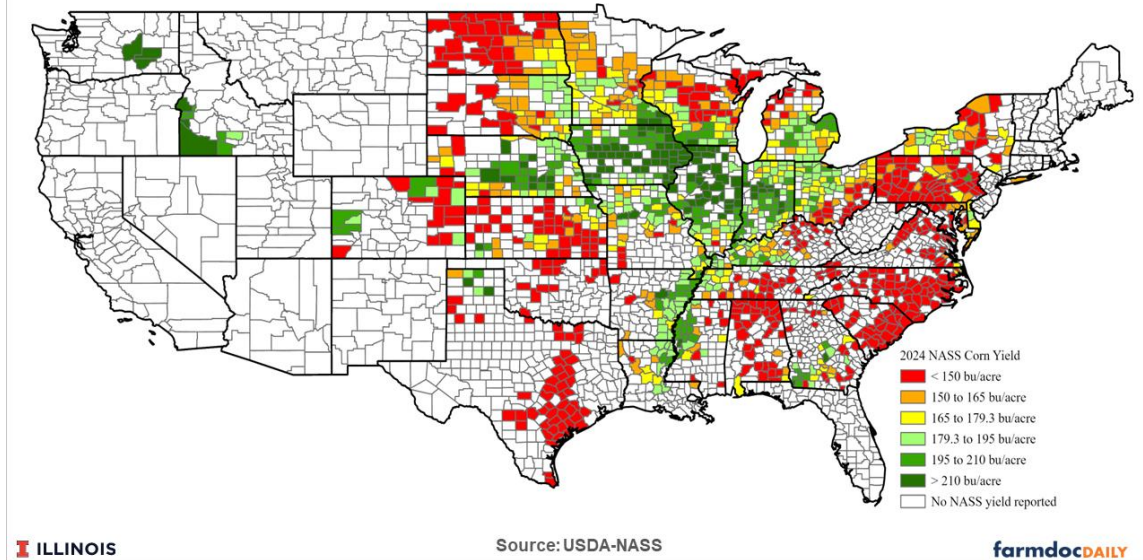 2024 NASS Corn Yield
< 150 bu/acre
150 to 165 bu/acre
165 to 179.3 bu/acre
179.3 to 195 bu/acre
195 to 210 bu/acre
> 210 bu/acre
No NASS yield reported
I ILLINOIS
Source: USDA-NASS
farmdocDAILY